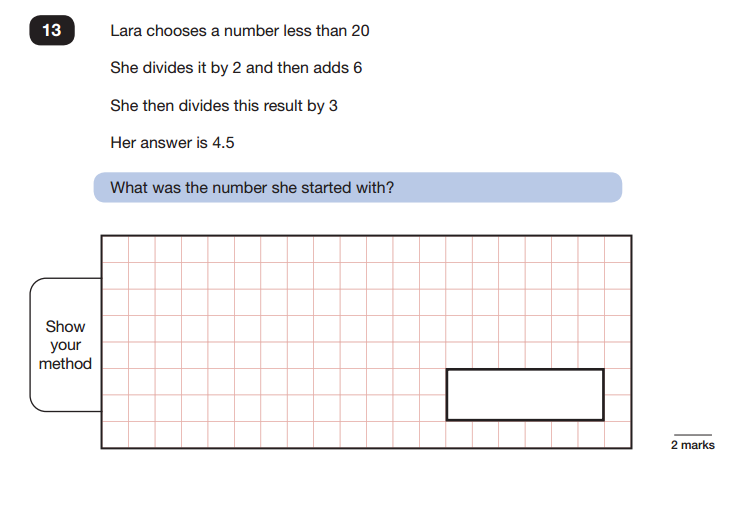 13
Lara chooses a number less than 20
She divides it by 2 and then adds 6
She then divides this result by 3
Her answer is 4.5
What was the number she started with?
Show
your
method
2 marks